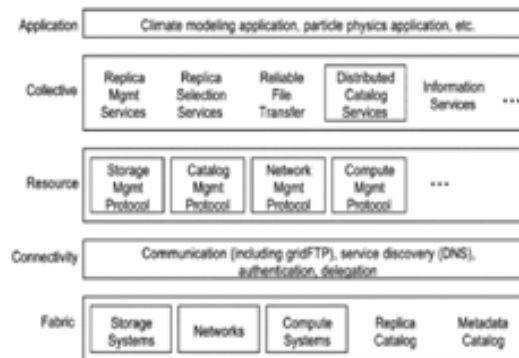 Application
Climate modeling application, particle physics application, etc.
Collective
Replica Mgmt Services
Replica Selection Services
Reliable File Transfer
Distributed Catalog Services
Information Services
...
Resource
Storage Mgmt Protocol
Catalog Mgmt Protocol
Network Mgmt Protocol
Compute Mgmt Protocol
...
Connectivity
Communication (including gridFTP), service discovery (DNS),
authentication, delegation
Fabric
Storage Systems
Networks
Compute Systems
Replica Catalog
Metadata Catalog